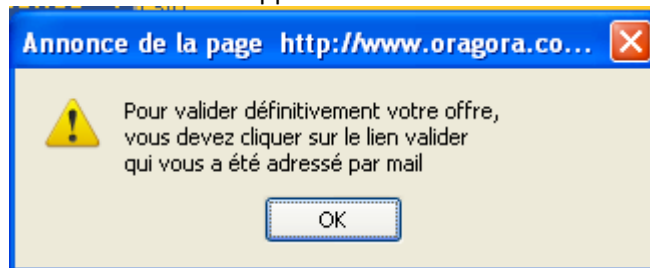 Annonce de la page http://www.oragora.co...
Pour valider définitivement votre offre,
vous devez cliquer sur le lien valider
qui vous a été adressé par mail
OK